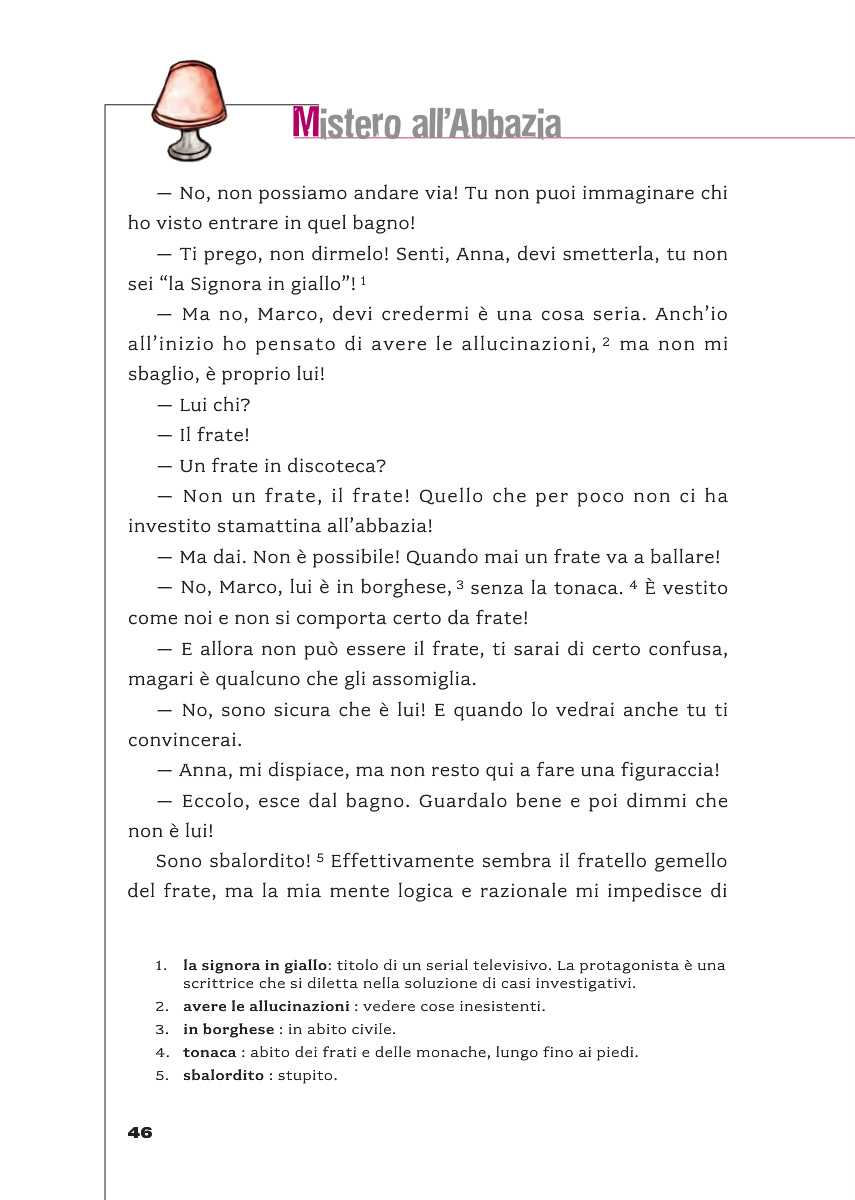 Mistero all'Abbazia
— No, non possiamo andare via! Tu non puoi immaginare chi
ho visto entrare in quel bagno!
— Ti prego, non dirmelo! Senti, Anna, devi smetterla, tu non
sei “la Signora in giallo”! 1
— Ma no, Marco, devi credermi è una cosa seria. Anch’io
all’inizio ho pensato di avere le allucinazioni, 2 ma non mi
sbaglio, è proprio lui!
— Lui chi?
— Il frate!
— Un frate in discoteca?
— Non un frate, il frate! Quello che per poco non ci ha
investito stamattina all’abbazia!
— Ma dai. Non è possibile! Quando mai un frate va a ballare!
— No, Marco, lui è in borghese, 3 senza la tonaca. 4 È vestito
come noi e non si comporta certo da frate!
— E allora non può essere il frate, ti sarai di certo confusa,
magari è qualcuno che gli assomiglia.
— No, sono sicura che è lui! E quando lo vedrai anche tu ti
convincerai.
— Anna, mi dispiace, ma non resto qui a fare una figuraccia!
— Eccolo, esce dal bagno. Guardalo bene e poi dimmi che
non è lui!
Sono sbalordito! 5 Effettivamente sembra il fratello gemello
del frate, ma la mia mente logica e razionale mi impedisce di
1. la signora in giallo: titolo di un serial televisivo. La protagonista è una
scrittrice che si diletta nella soluzione di casi investigativi.
2. avere le allucinazioni : vedere cose inesistenti.
3. in borghese : in abito civile.
4. tonaca : abito dei frati e delle monache, lungo fino ai piedi.
5. sbalordito : stupito.
46